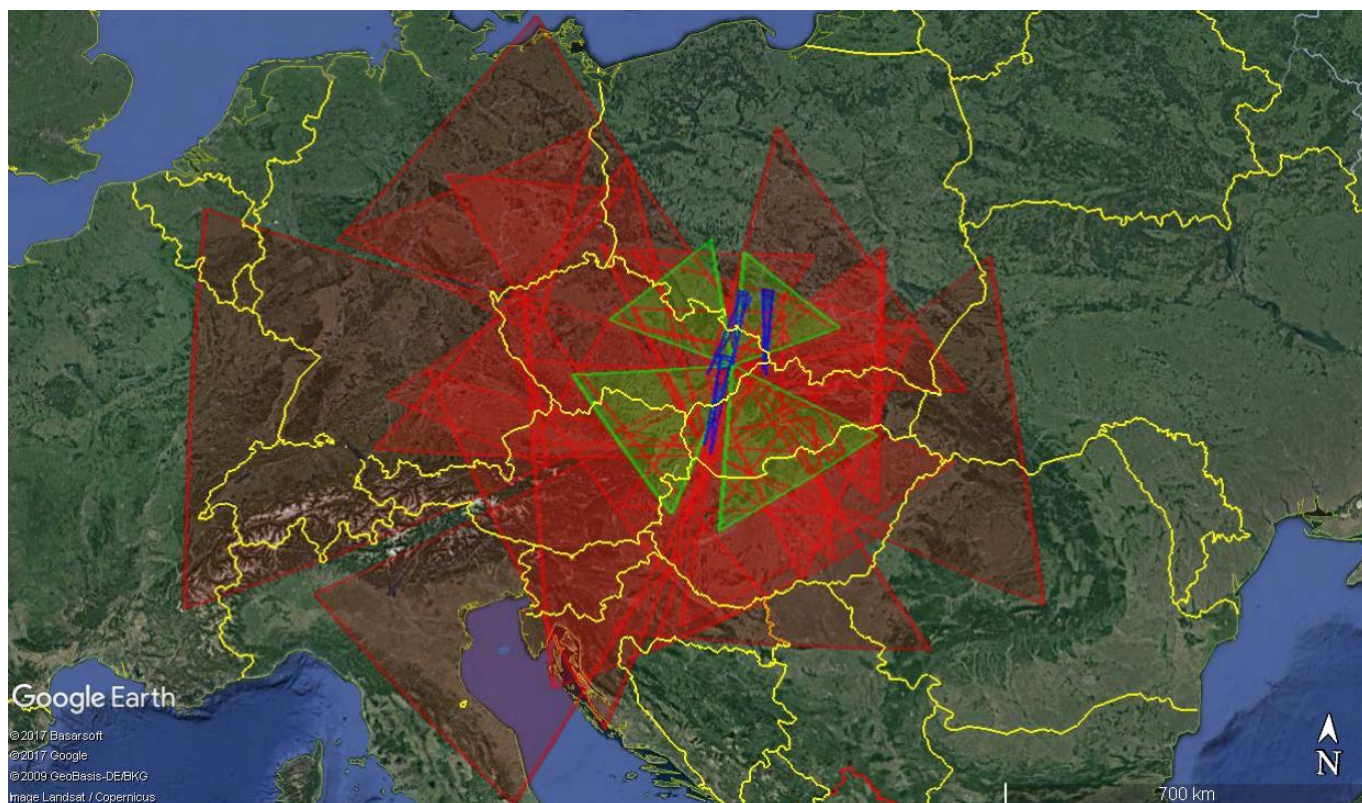 Google Earth
©2017 Basarsoft
©2017 Google
©2009 GeoBasis-DE/BKG
Image Landsat / Copernicus
N
700 km